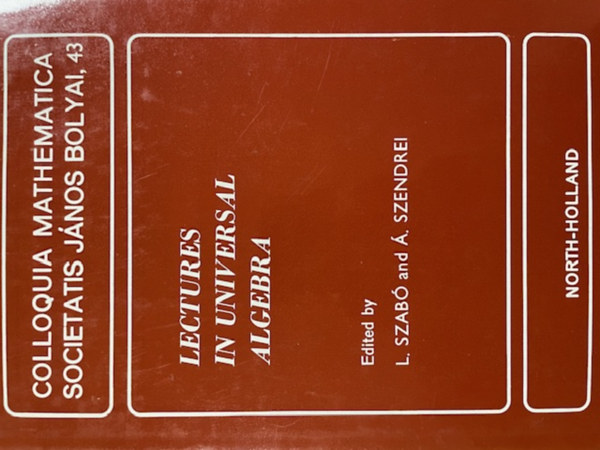 COLLOQUIA MATHEMATICA
SOCIETATIS JÁNOS BOLYAI, 43
LECTURES
IN UNIVERSAL
ALGEBRA
Edited by
L. SZABÓ and Á. SZENDREI
NORTH-HOLLAND